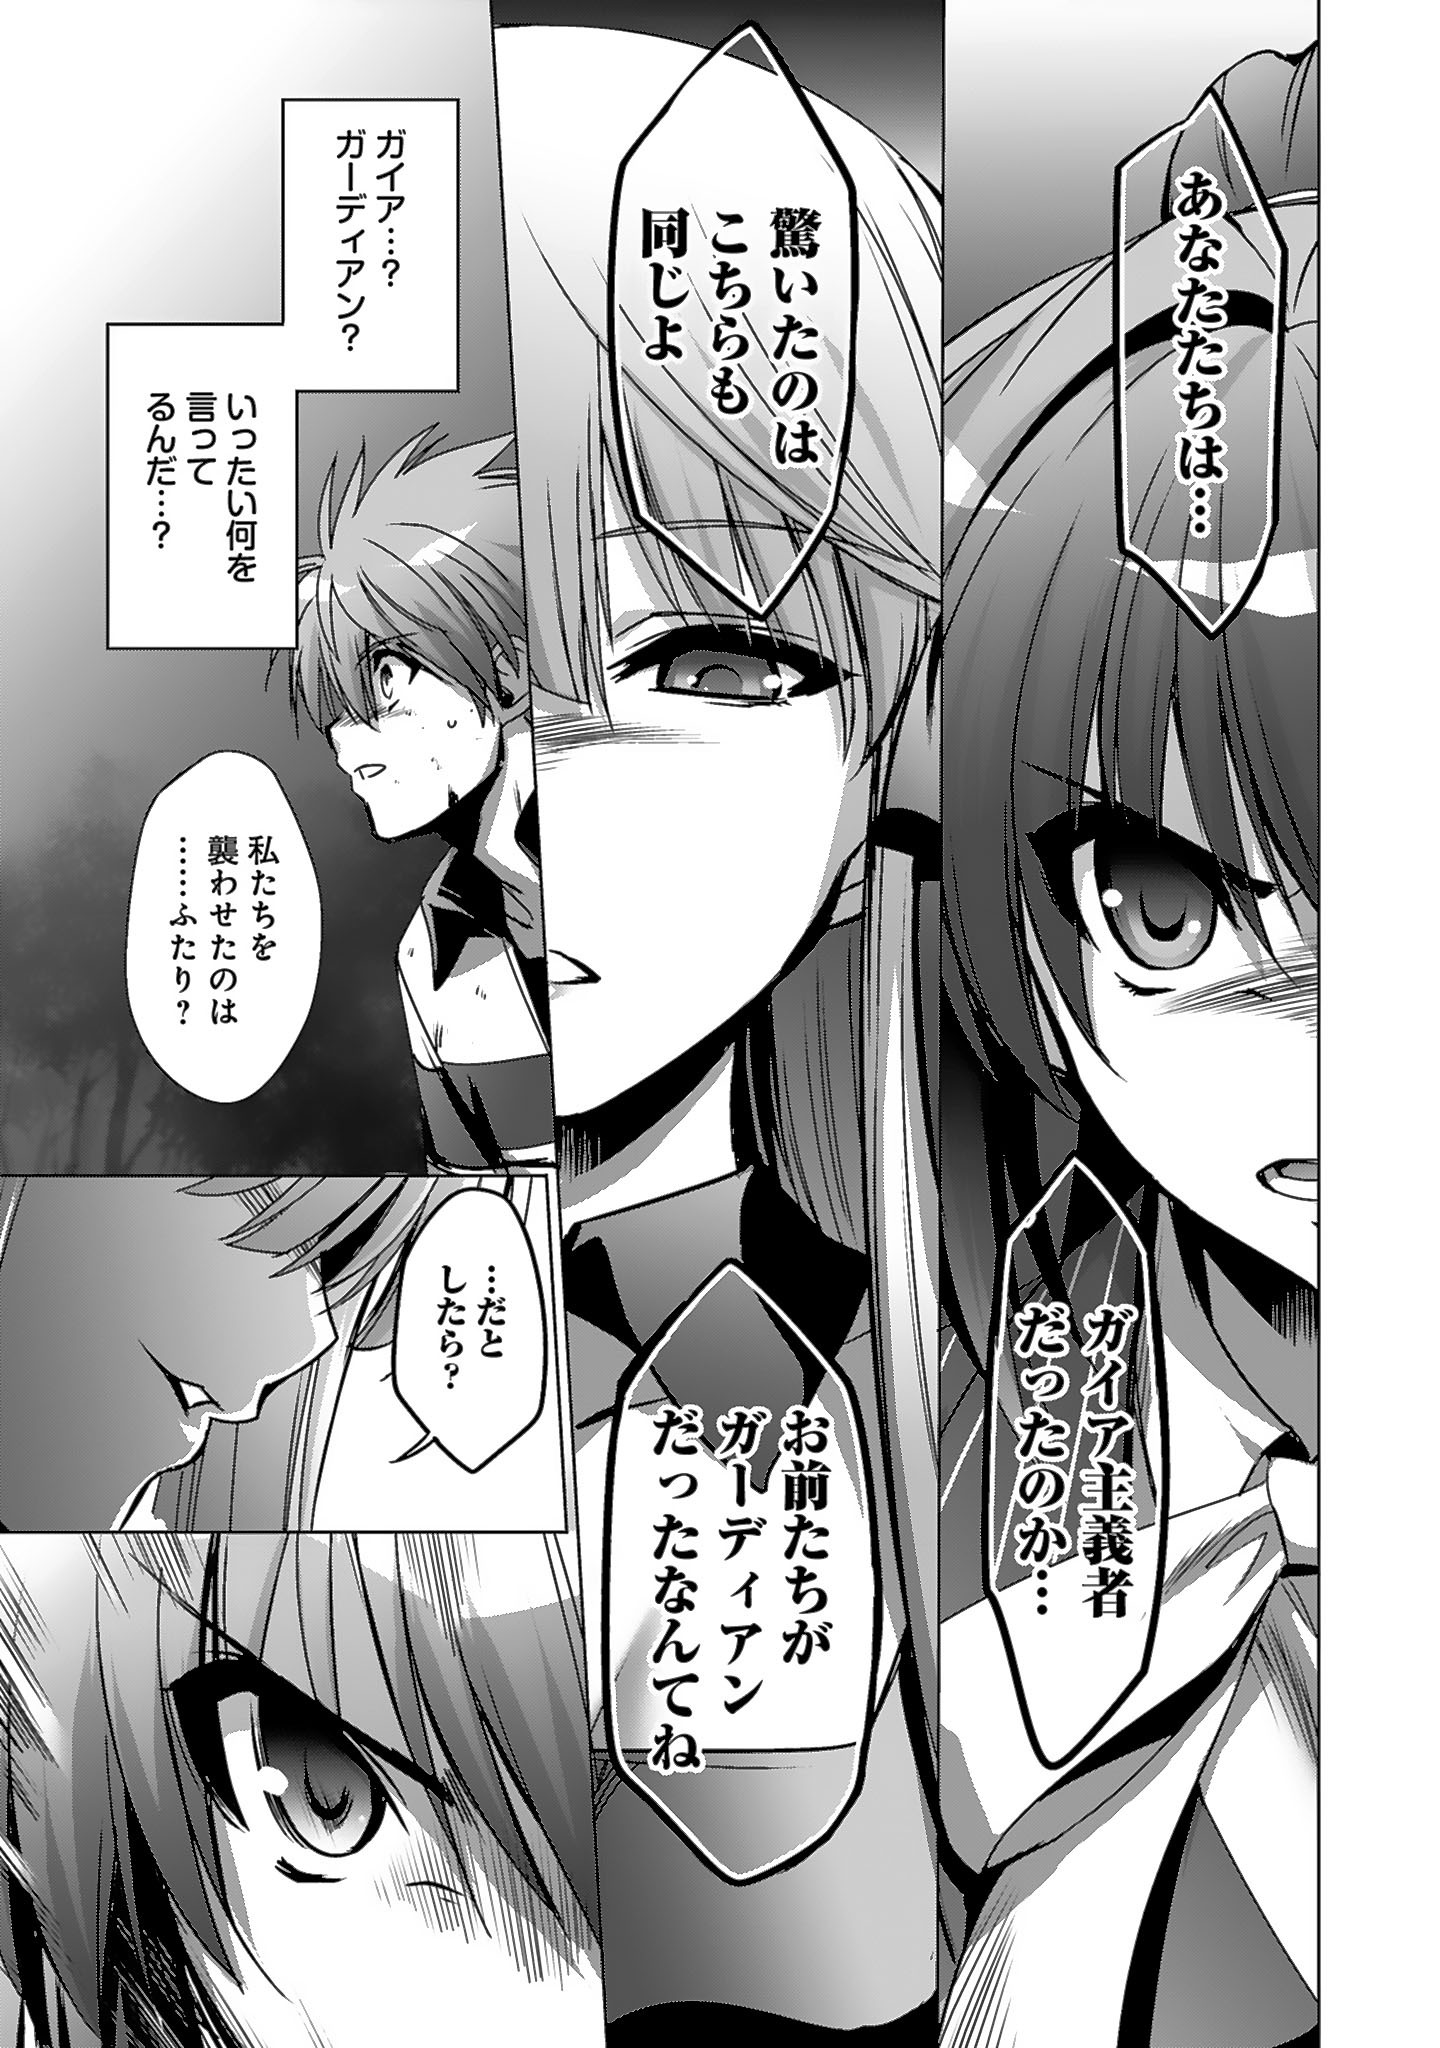 あなたたちは…
ガイア主義者
だったのか…
驚いたのは
こちらも
同じよ
お前たちが
ガーディアン
だったなんてね
ガイア…?
ガーディアン?
いったい何を
言って
るんだ…?
私たちを
襲わせたのは
……ふたり?
…だと
したら?